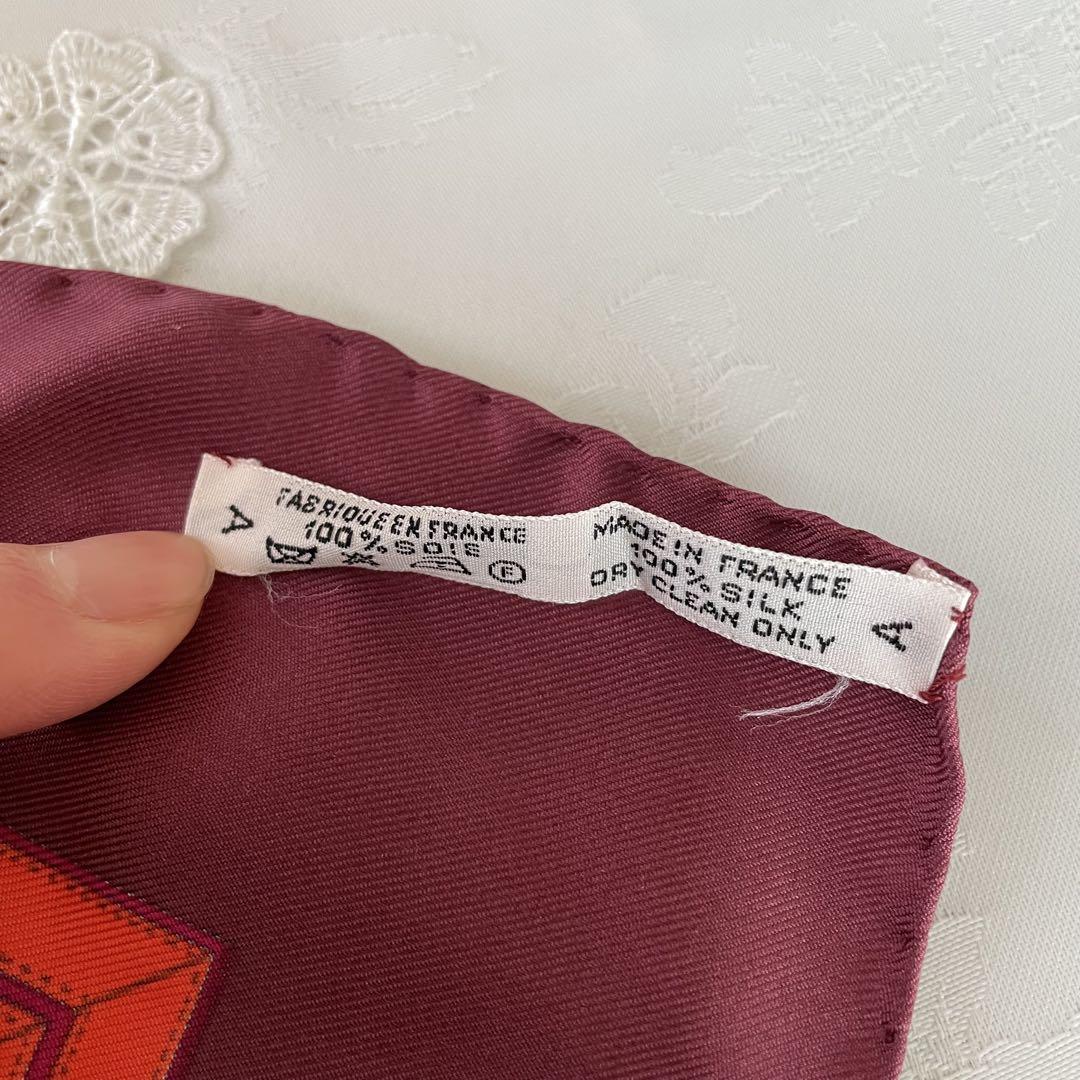 A
FABRIQUE EN FRANCE
100% SOIE
MADE IN FRANCE
100% SILK
DRY CLEAN ONLY
A